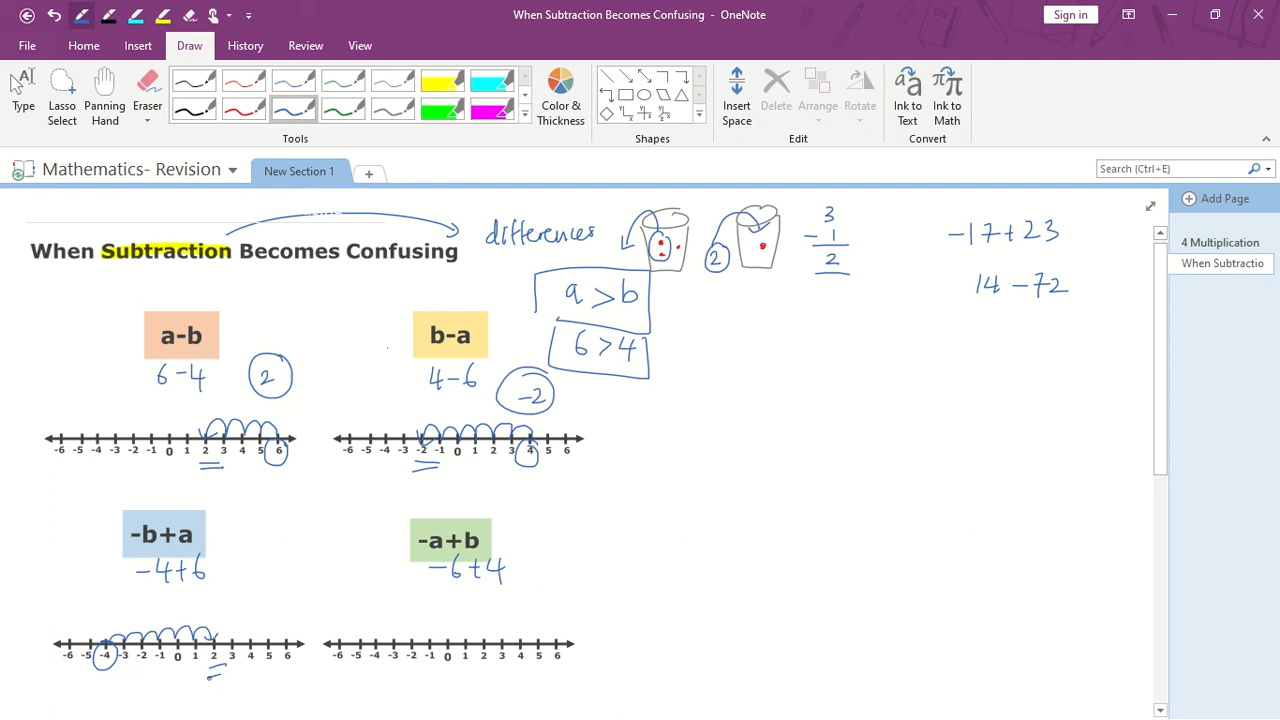 When Subtraction Becomes Confusing - OneNote
Sign in
File Home Insert Draw History Review View
Type
Lasso Select
Panning Hand
Eraser
Color & Thickness
Insert Space
Delete
Arrange
Rotate
Ink to Text
Ink to Math
Tools
Shapes
Edit
Convert
Mathematics- Revision
New Section 1
Search (Ctrl+E)
Add Page
4 Multiplication
When Subtractio
When Subtraction Becomes Confusing
differences
2
3
- 1
2
-17+23
14 -72
a > b
6 > 4
a-b
6 -4
2
b-a
4 - 6
-2
-6 -5 -4 -3 -2 -1 0 1 2 3 4 5 6
-6 -5 -4 -3 -2 -1 0 1 2 3 4 5 6
-b+a
-4+6
-a+b
-6+4
-6 -5 -4 -3 -2 -1 0 1 2 3 4 5 6
-6 -5 -4 -3 -2 -1 0 1 2 3 4 5 6